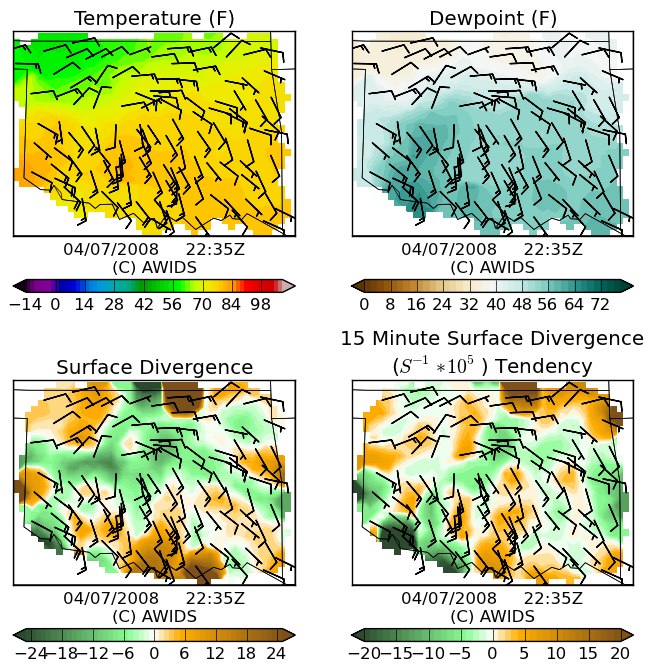 Temperature (F)
Dewpoint (F)
04/07/2008 22:35Z
(C) AWIDS
04/07/2008 22:35Z
(C) AWIDS
−14 0 14 28 42 56 70 84 98
0 8 16 24 32 40 48 56 64 72
Surface Divergence
15 Minute Surface Divergence
(S⁻¹ *10⁵ ) Tendency
04/07/2008 22:35Z
(C) AWIDS
04/07/2008 22:35Z
(C) AWIDS
−24 −18 −12 −6 0 6 12 18 24
−20 −15 −10 −5 0 5 10 15 20